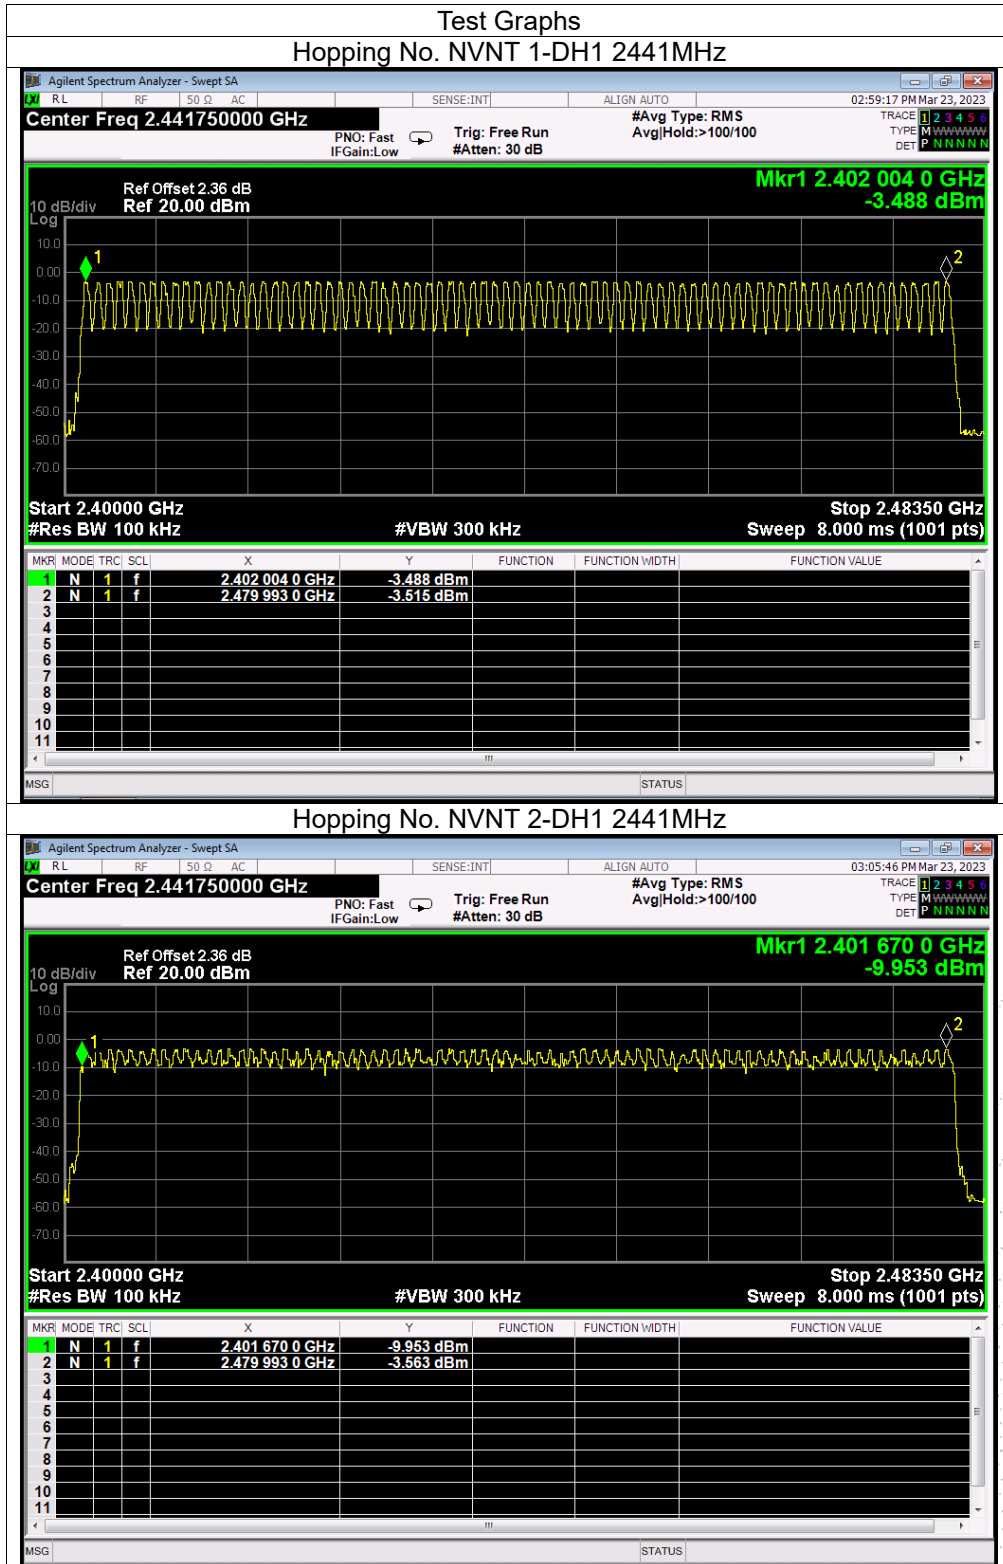 Test Graphs
Hopping No. NVNT 1-DH1 2441MHz
Agilent Spectrum Analyzer - Swept SA
LXI RL RF 50 Ω AC SENSE:INT ALIGN AUTO 02:59:17 PM Mar 23, 2023
Center Freq 2.441750000 GHz #Avg Type: RMS TRACE 1 2 3 4 5 6
PNO: Fast Trig: Free Run Avg|Hold:>100/100 TYPE M WWWWW
IFGain:Low #Atten: 30 dB DET P N N N N N
Mkr1 2.402 004 0 GHz
Ref Offset 2.36 dB
10 dB/div Ref 20.00 dBm -3.488 dBm
Log
10.0
1 2
0.00
-10.0
-20.0
-30.0
-40.0
-50.0
-60.0
-70.0
Start 2.40000 GHz Stop 2.48350 GHz
#Res BW 100 kHz #VBW 300 kHz Sweep 8.000 ms (1001 pts)
MKR MODE TRC SCL X Y FUNCTION FUNCTION WIDTH FUNCTION VALUE
1 N 1 f 2.402 004 0 GHz -3.488 dBm
2 N 1 f 2.479 993 0 GHz -3.515 dBm
3
4
5
6
7
8
9
10
11
MSG STATUS
Hopping No. NVNT 2-DH1 2441MHz
Agilent Spectrum Analyzer - Swept SA
LXI RL RF 50 Ω AC SENSE:INT ALIGN AUTO 03:05:46 PM Mar 23, 2023
Center Freq 2.441750000 GHz #Avg Type: RMS TRACE 1 2 3 4 5 6
PNO: Fast Trig: Free Run Avg|Hold:>100/100 TYPE M WWWWW
IFGain:Low #Atten: 30 dB DET P N N N N N
Mkr1 2.401 670 0 GHz
Ref Offset 2.36 dB
10 dB/div Ref 20.00 dBm -9.953 dBm
Log
10.0
2
0.00 1
-10.0
-20.0
-30.0
-40.0
-50.0
-60.0
-70.0
Start 2.40000 GHz Stop 2.48350 GHz
#Res BW 100 kHz #VBW 300 kHz Sweep 8.000 ms (1001 pts)
MKR MODE TRC SCL X Y FUNCTION FUNCTION WIDTH FUNCTION VALUE
1 N 1 f 2.401 670 0 GHz -9.953 dBm
2 N 1 f 2.479 993 0 GHz -3.563 dBm
3
4
5
6
7
8
9
10
11
MSG STATUS